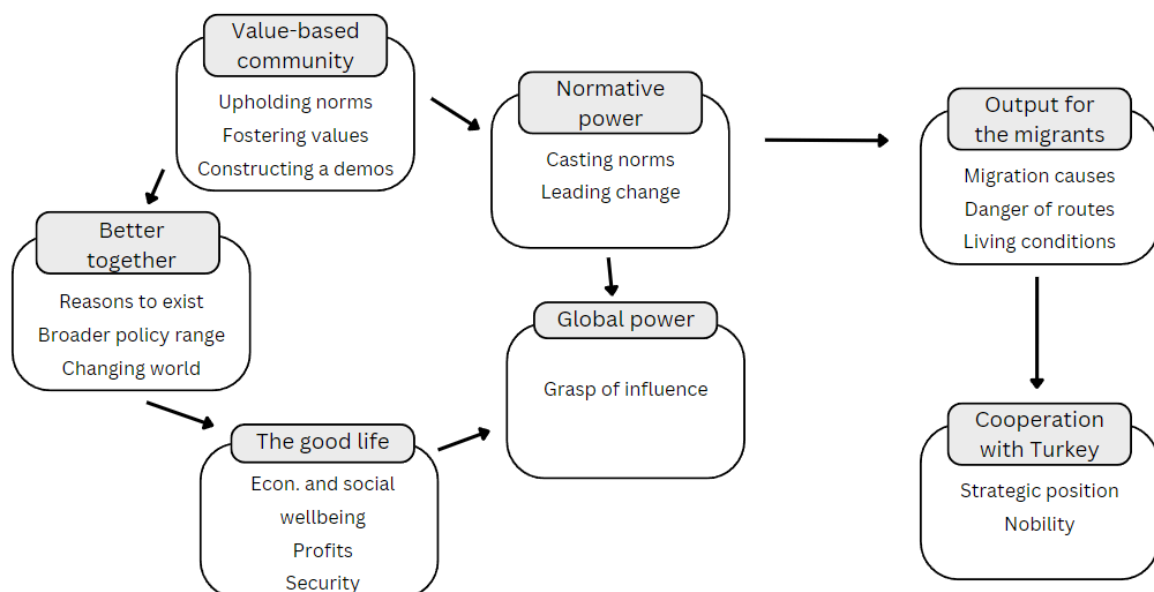 Value-based
community
Upholding norms
Fostering values
Constructing a demos
Normative
power
Casting norms
Leading change
Output for
the migrants
Migration causes
Danger of routes
Living conditions
Better
together
Reasons to exist
Broader policy range
Changing world
Global power
Grasp of influence
The good life
Econ. and social
wellbeing
Profits
Security
Cooperation
with Turkey
Strategic position
Nobility